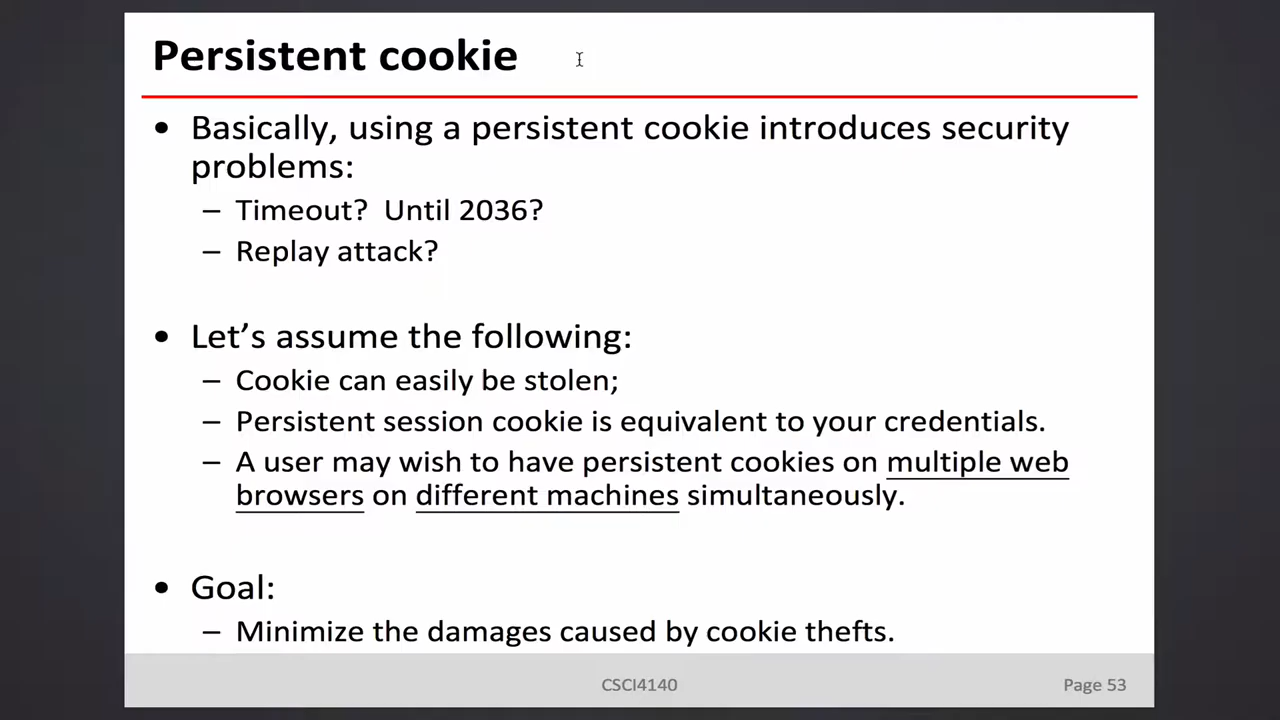 Persistent cookie
• Basically, using a persistent cookie introduces security
problems:
– Timeout?  Until 2036?
– Replay attack?
• Let’s assume the following:
– Cookie can easily be stolen;
– Persistent session cookie is equivalent to your credentials.
– A user may wish to have persistent cookies on multiple web
browsers on different machines simultaneously.
• Goal:
– Minimize the damages caused by cookie thefts.
CSCI4140
Page 53